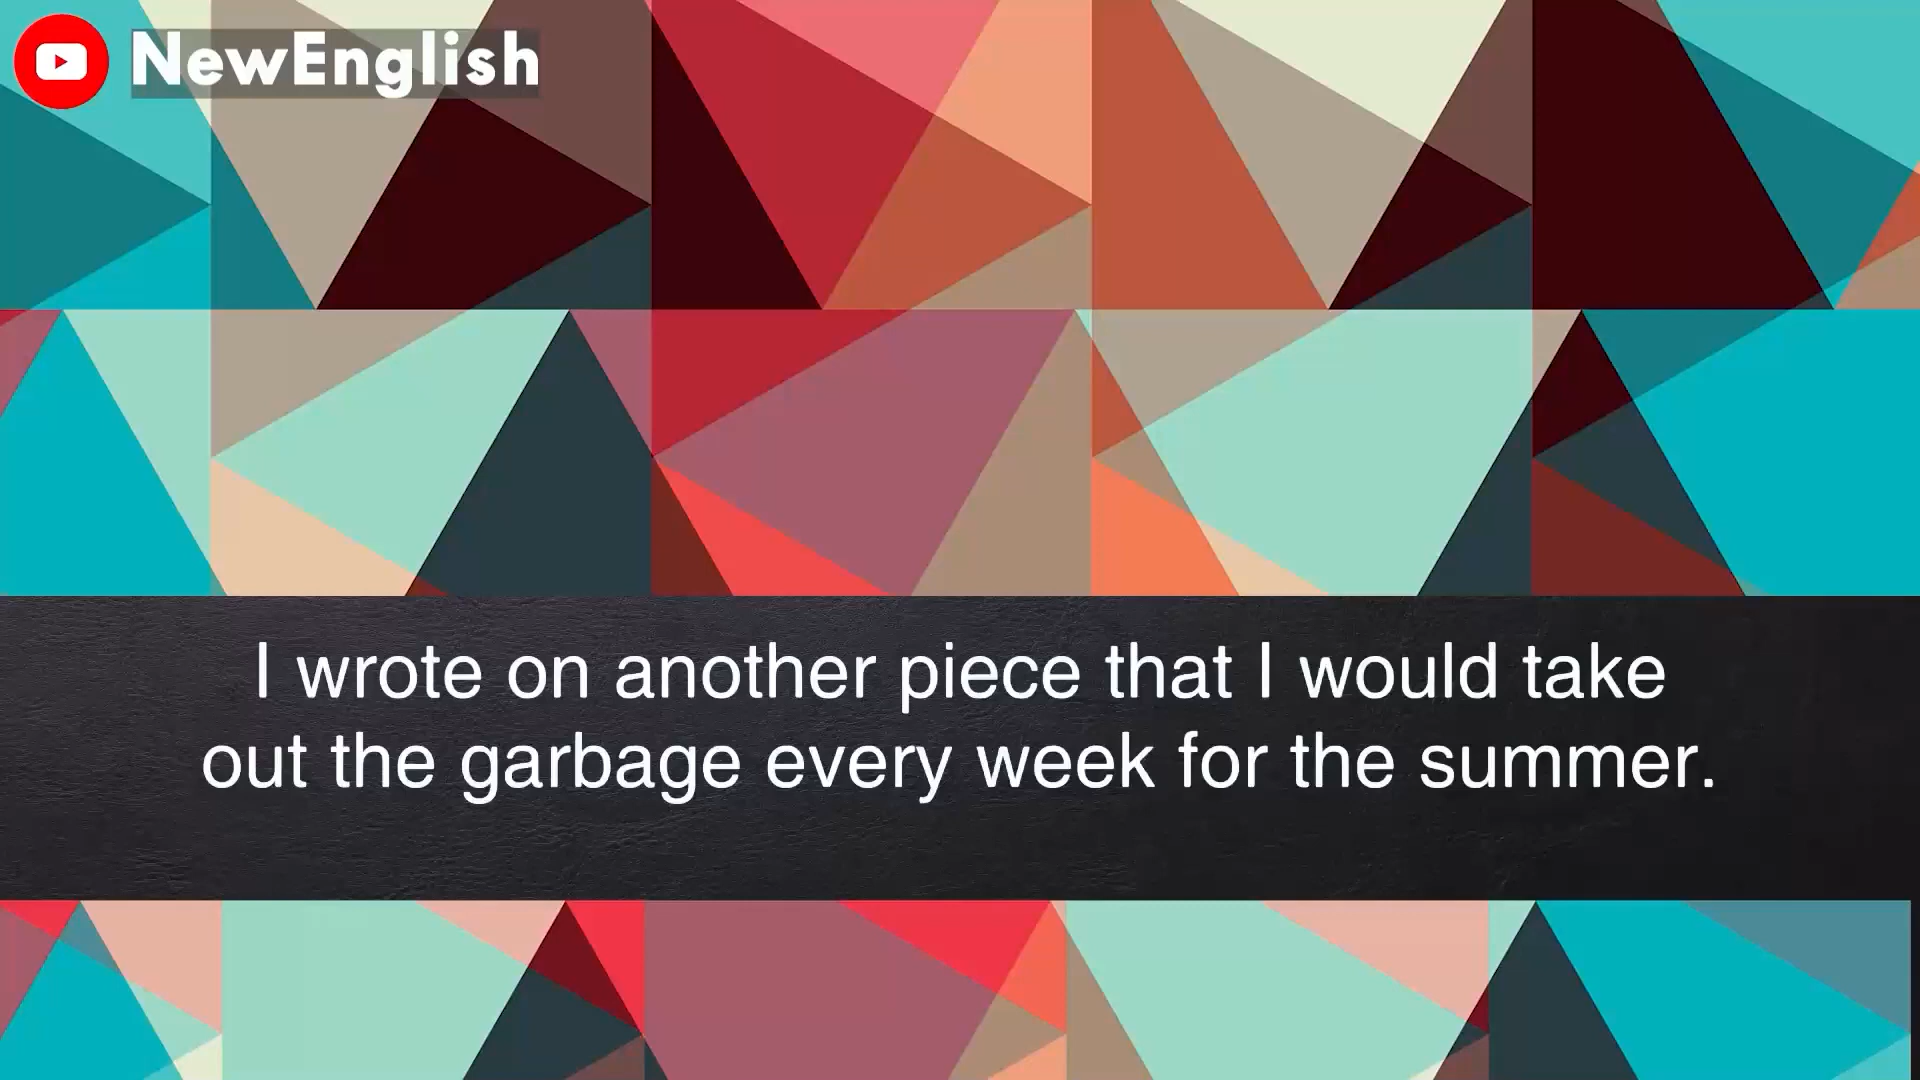 NewEnglish
I wrote on another piece that I would take
out the garbage every week for the summer.